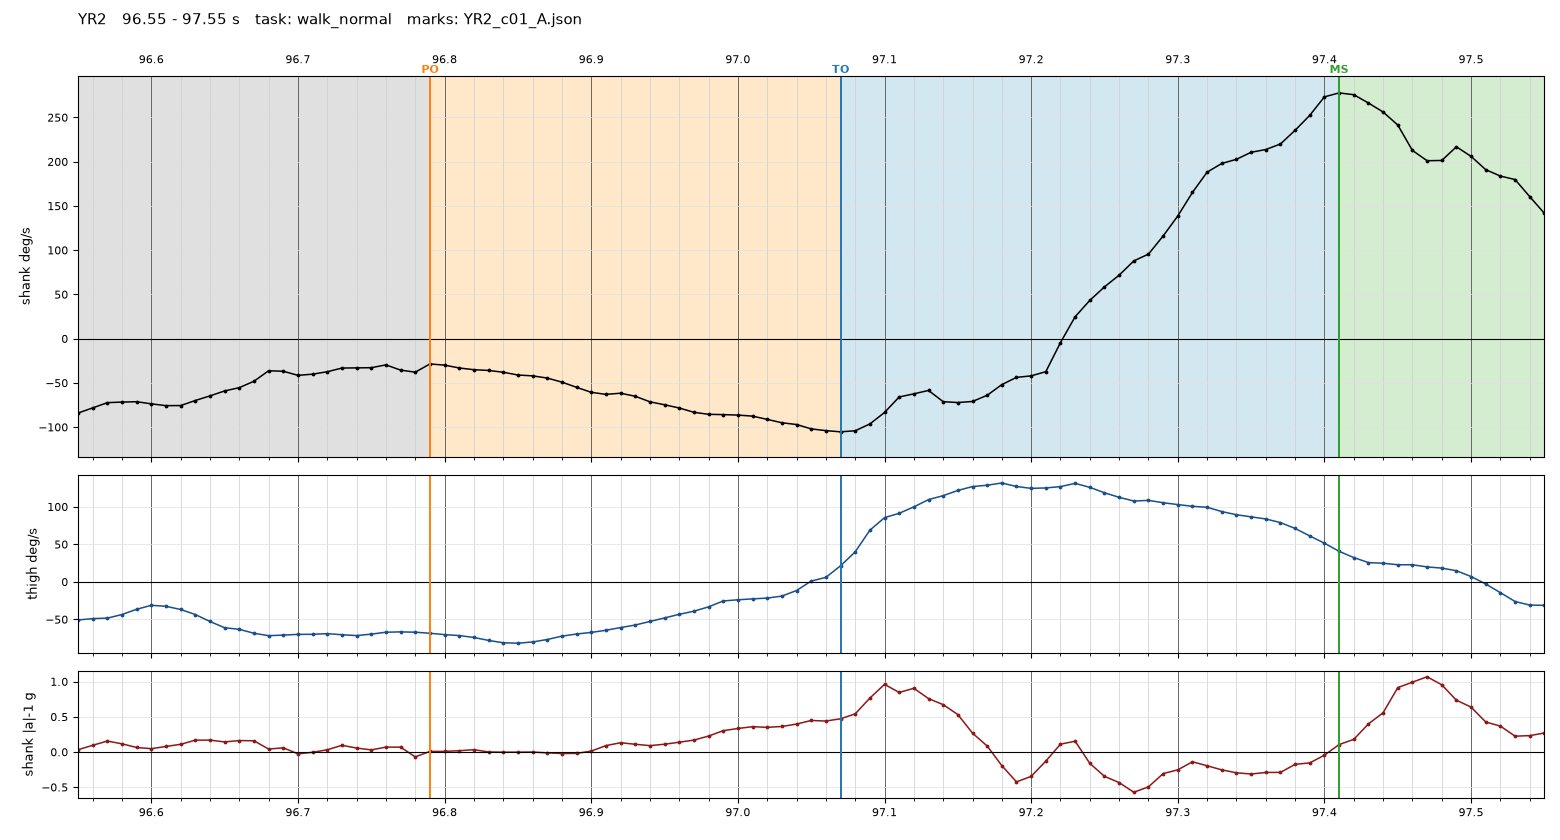 YR2   96.55 - 97.55 s   task: walk_normal   marks: YR2_c01_A.json
96.6 96.7 96.8 96.9 97.0 97.1 97.2 97.3 97.4 97.5
PO TO MS
shank deg/s
250
200
150
100
50
0
−50
−100
thigh deg/s
100
50
0
−50
shank |a|-1 g
1.0
0.5
0.0
−0.5
96.6 96.7 96.8 96.9 97.0 97.1 97.2 97.3 97.4 97.5